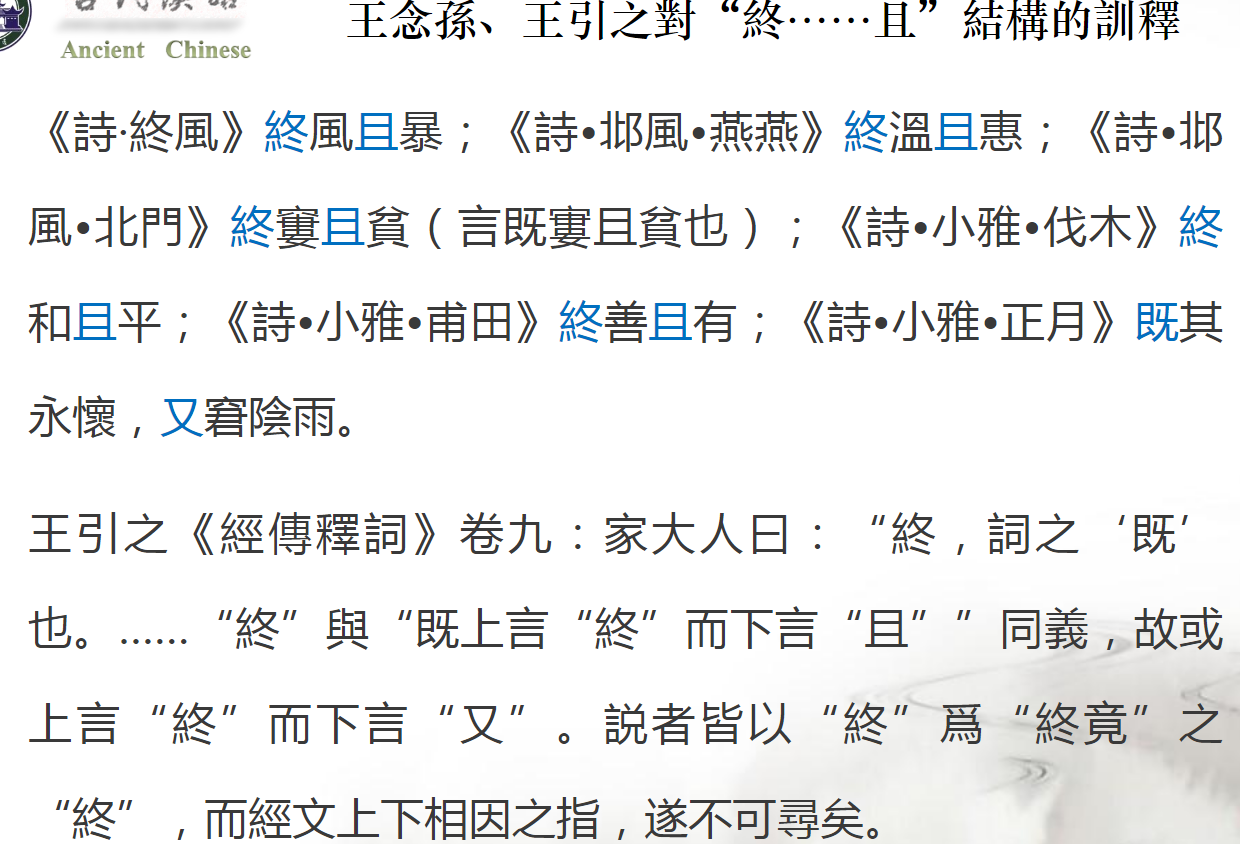 王念孫、王引之對“終……且”結構的訓釋
Ancient Chinese
《詩·終風》終風且暴；《詩•邶風•燕燕》終溫且惠；《詩•邶
風•北門》終窶且貧（言既窶且貧也）；《詩•小雅•伐木》終
和且平；《詩•小雅•甫田》終善且有；《詩•小雅•正月》既其
永懷，又窘陰雨。
王引之《經傳釋詞》卷九：家大人曰：“終，詞之‘既’
也。……“終”與“既上言“終”而下言“且””同義，故或
上言“終”而下言“又”。説者皆以“終”爲“終竟”之
“終”，而經文上下相因之指，遂不可尋矣。